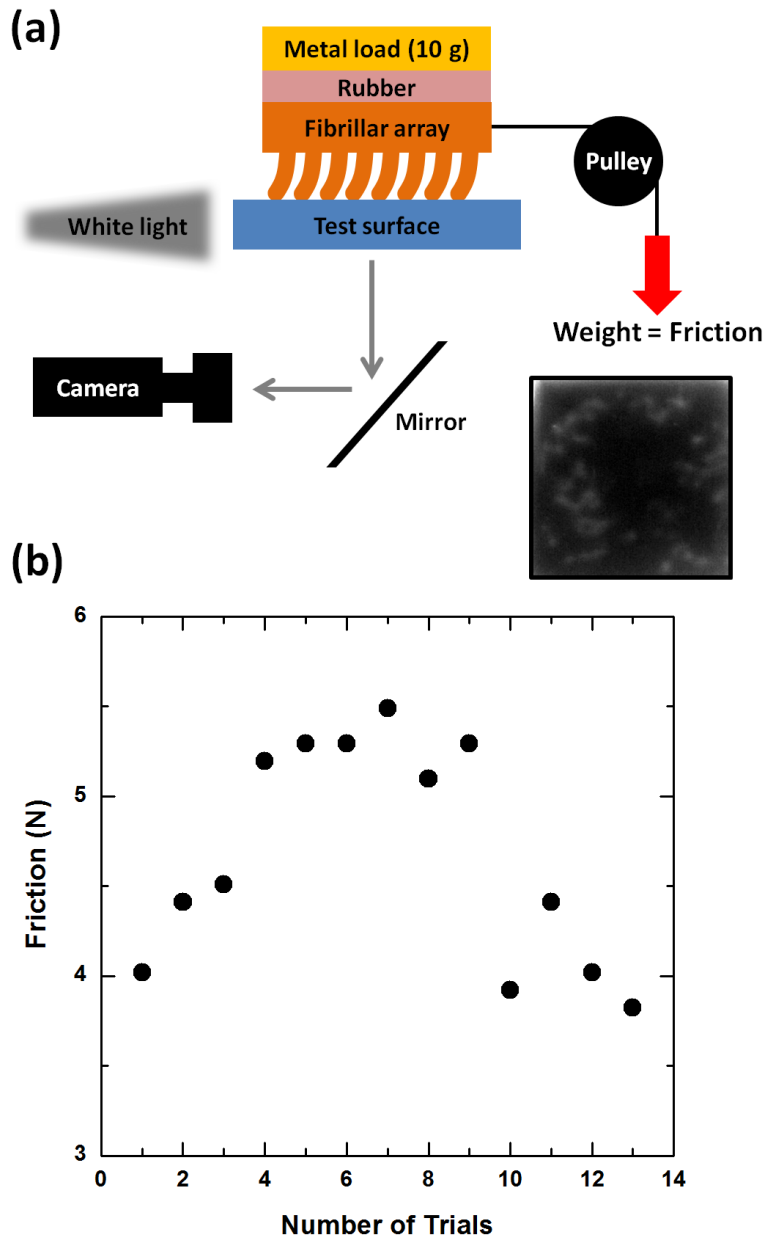 (a)
Metal load (10 g)
Rubber
Fibrillar array
Pulley
White light
Test surface
Weight = Friction
Camera
Mirror
(b)
6
5
4
3
Friction (N)
0 2 4 6 8 10 12 14
Number of Trials